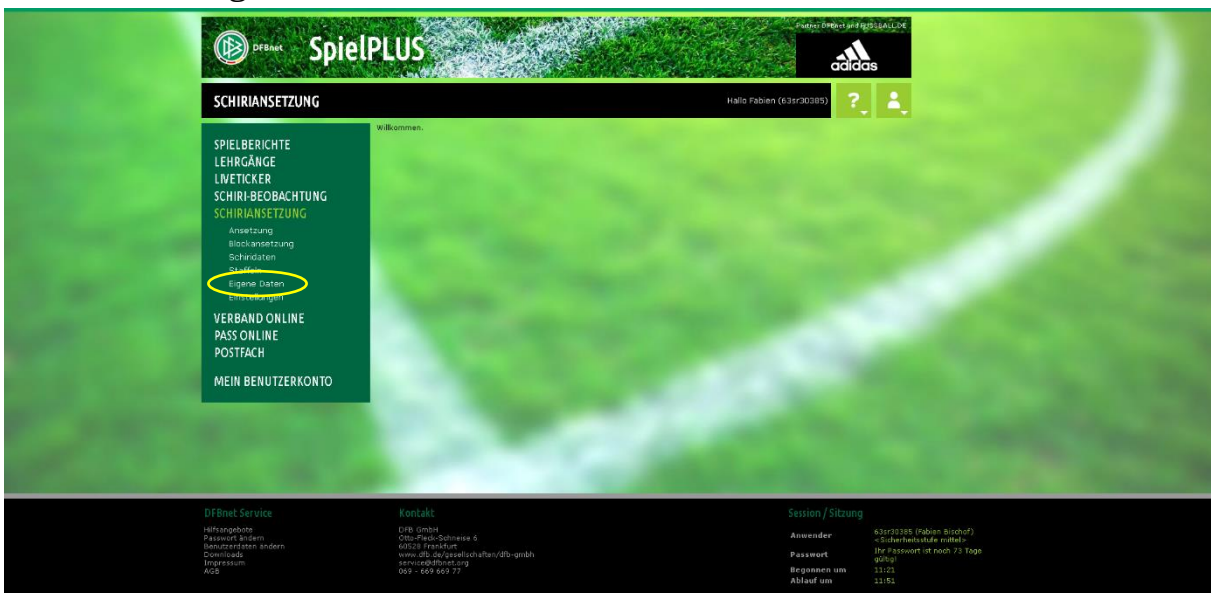 DFBnet SpielPLUS
Partner DFBnet und FUSSBALL.DE
adidas
SCHIRIANSETZUNG
Hallo Fabien (63sr30385)
?
Willkommen.
SPIELBERICHTE
LEHRGÄNGE
LIVETICKER
SCHIRI-BEOBACHTUNG
SCHIRIANSETZUNG
Ansetzung
Blockansetzung
Schiridaten
Staffeln
Eigene Daten
Einstellungen
VERBAND ONLINE
PASS ONLINE
POSTFACH
MEIN BENUTZERKONTO
DFBnet Service
Hilfsangebote
Passwort ändern
Benutzerdaten ändern
Downloads
Impressum
AGB
Kontakt
DFB GmbH
Otto-Fleck-Schneise 6
60528 Frankfurt
www.dfb.de/gesellschaften/dfb-gmbh
service@dfbnet.org
069 - 669 669 77
Session / Sitzung
Anwender
63sr30385 (Fabien Bischof)
<Sicherheitsstufe mittel>
Passwort
Ihr Passwort ist noch 73 Tage
gültig!
Begonnen um
11:21
Ablauf um
11:51